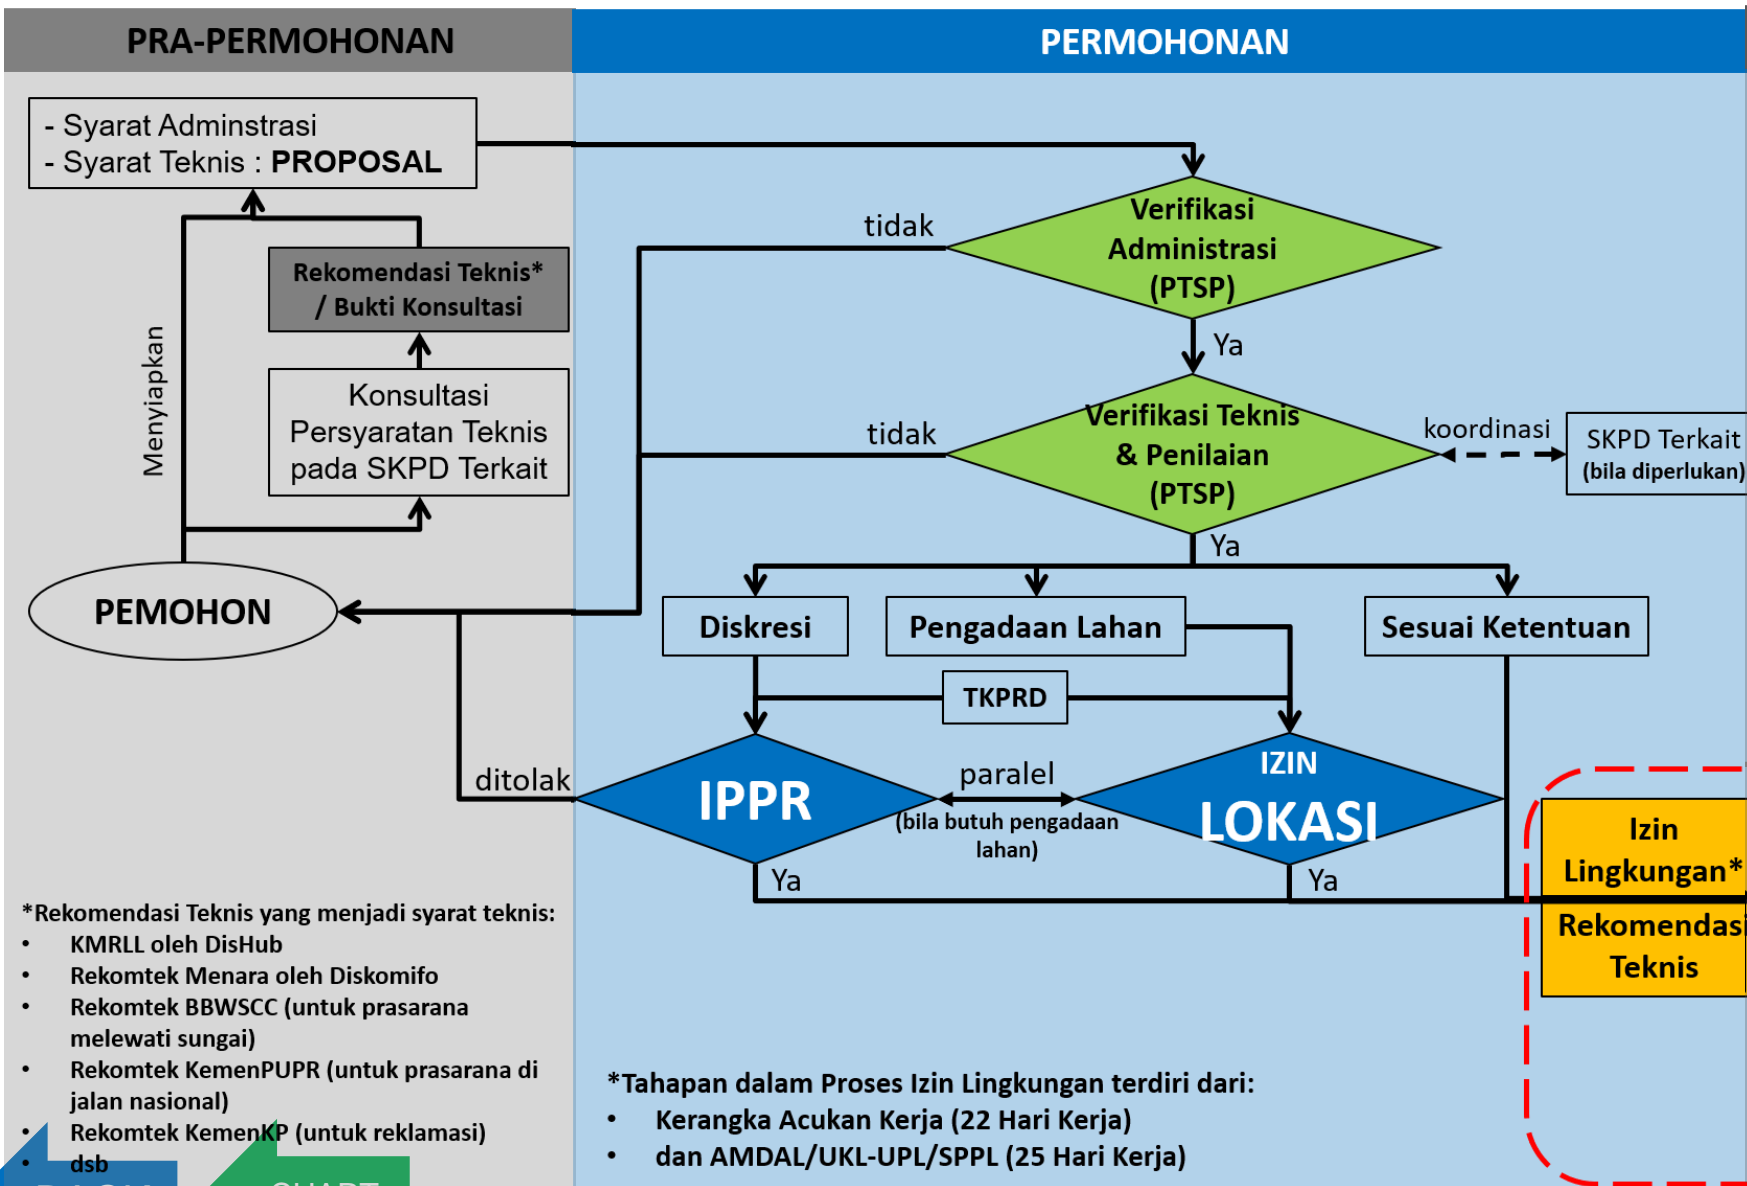 PRA-PERMOHONAN
PERMOHONAN
- Syarat Adminstrasi
- Syarat Teknis : PROPOSAL
Rekomendasi Teknis*
/ Bukti Konsultasi
Menyiapkan
Konsultasi
Persyaratan Teknis
pada SKPD Terkait
PEMOHON
tidak
Verifikasi
Administrasi
(PTSP)
Ya
tidak
Verifikasi Teknis
& Penilaian
(PTSP)
koordinasi
SKPD Terkait
(bila diperlukan)
Ya
Diskresi
Pengadaan Lahan
Sesuai Ketentuan
TKPRD
ditolak
IPPR
paralel
(bila butuh pengadaan
lahan)
IZIN
LOKASI
Ya
Ya
Izin
Lingkungan*
Rekomendasi
Teknis
*Rekomendasi Teknis yang menjadi syarat teknis:
• KMRLL oleh DisHub
• Rekomtek Menara oleh Diskomifo
• Rekomtek BBWSCC (untuk prasarana
melewati sungai)
• Rekomtek KemenPUPR (untuk prasarana di
jalan nasional)
• Rekomtek KemenKP (untuk reklamasi)
• dsb
*Tahapan dalam Proses Izin Lingkungan terdiri dari:
• Kerangka Acukan Kerja (22 Hari Kerja)
• dan AMDAL/UKL-UPL/SPPL (25 Hari Kerja)